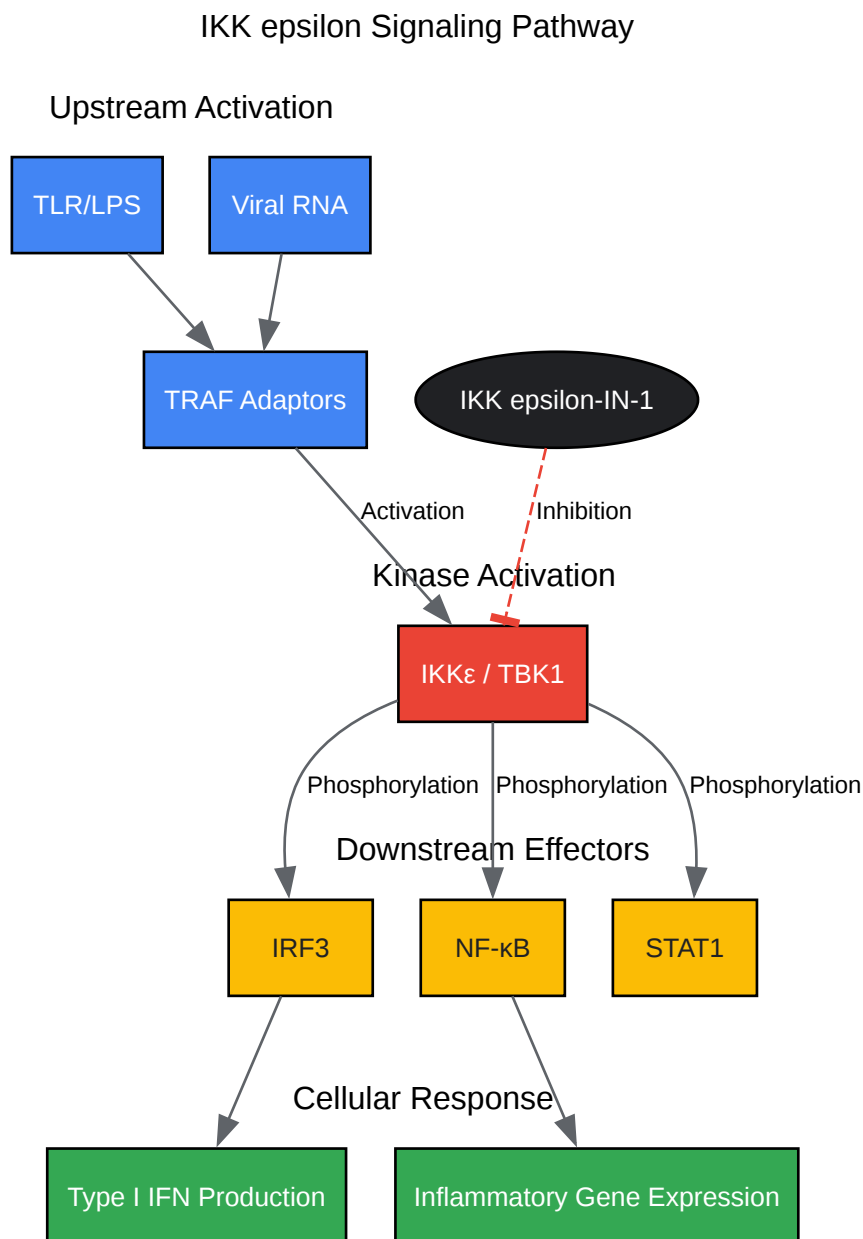 IKK epsilon Signaling Pathway
Upstream Activation
TLR/LPS
Viral RNA
TRAF Adaptors
IKK epsilon-IN-1
Activation
Inhibition
Kinase Activation
IKKε / TBK1
Phosphorylation
Phosphorylation
Phosphorylation
Downstream Effectors
IRF3
NF-κB
STAT1
Cellular Response
Type I IFN Production
Inflammatory Gene Expression